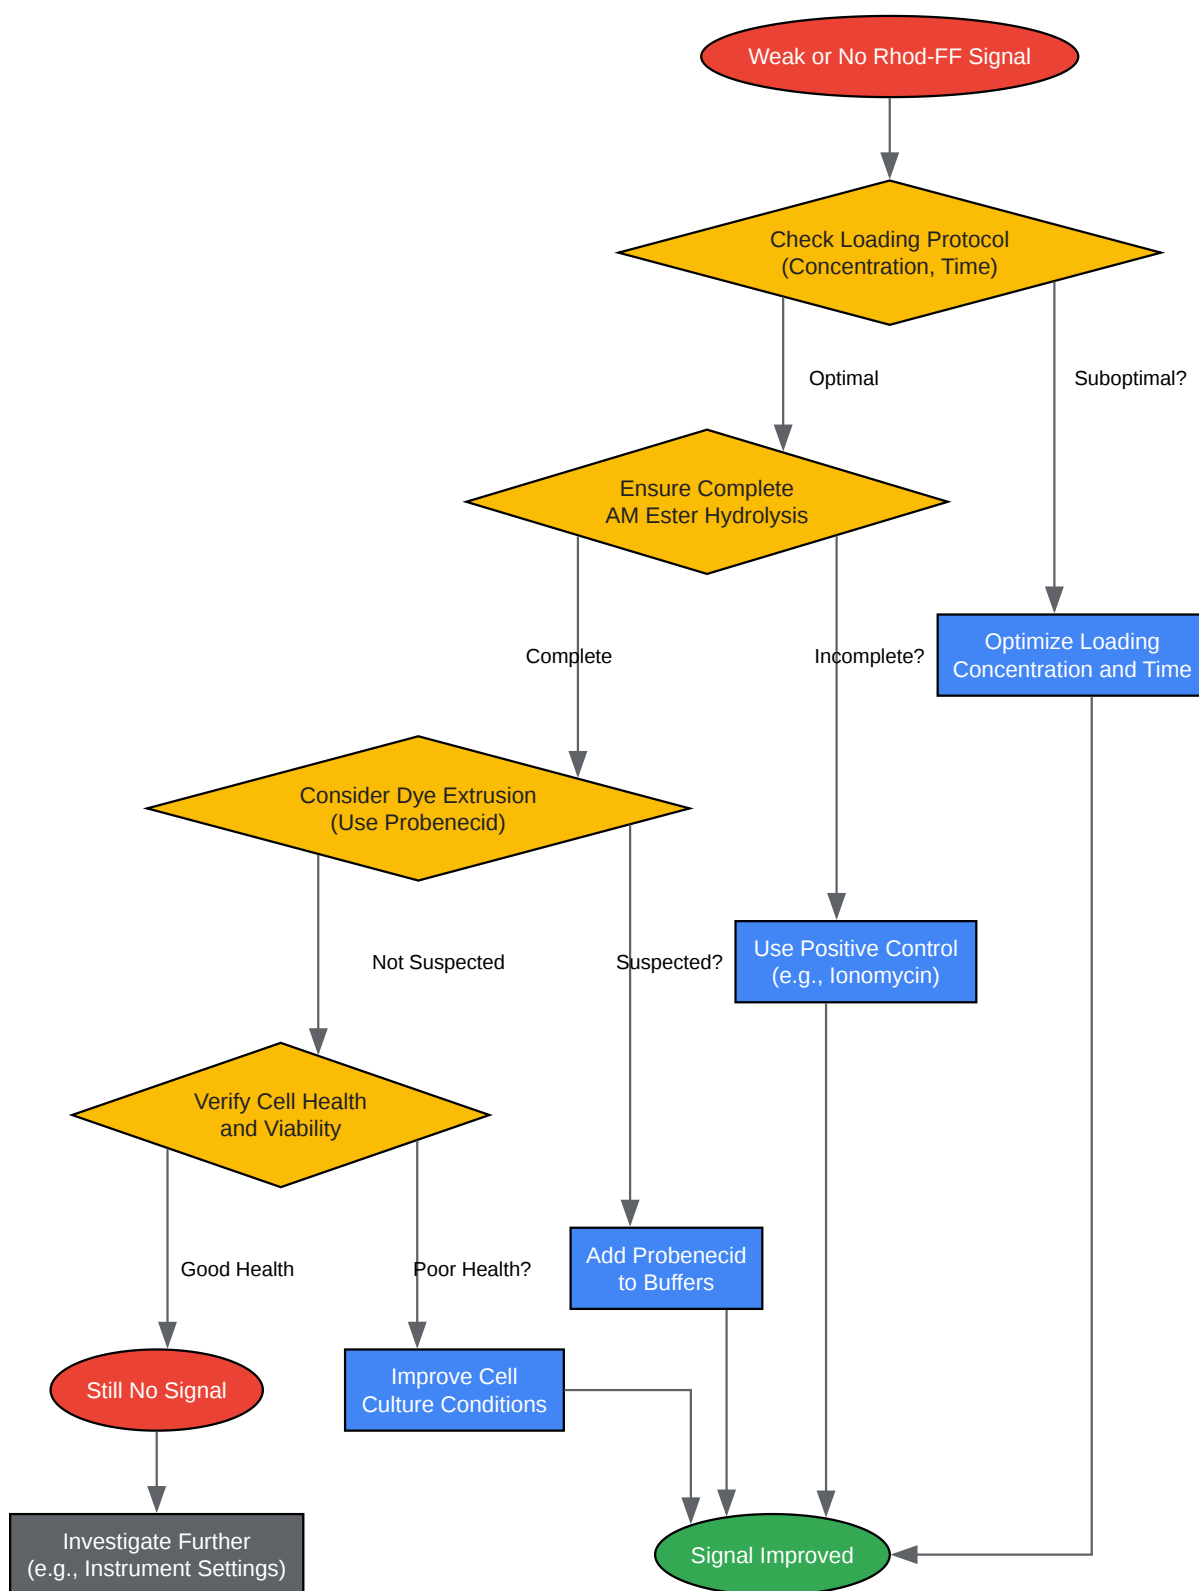 Weak or No Rhod-FF Signal
Check Loading Protocol
(Concentration, Time)
Optimal
Suboptimal?
Ensure Complete
AM Ester Hydrolysis
Optimize Loading
Concentration and Time
Complete
Incomplete?
Consider Dye Extrusion
(Use Probenecid)
Use Positive Control
(e.g., Ionomycin)
Not Suspected
Suspected?
Verify Cell Health
and Viability
Add Probenecid
to Buffers
Good Health
Poor Health?
Still No Signal
Improve Cell
Culture Conditions
Investigate Further
(e.g., Instrument Settings)
Signal Improved